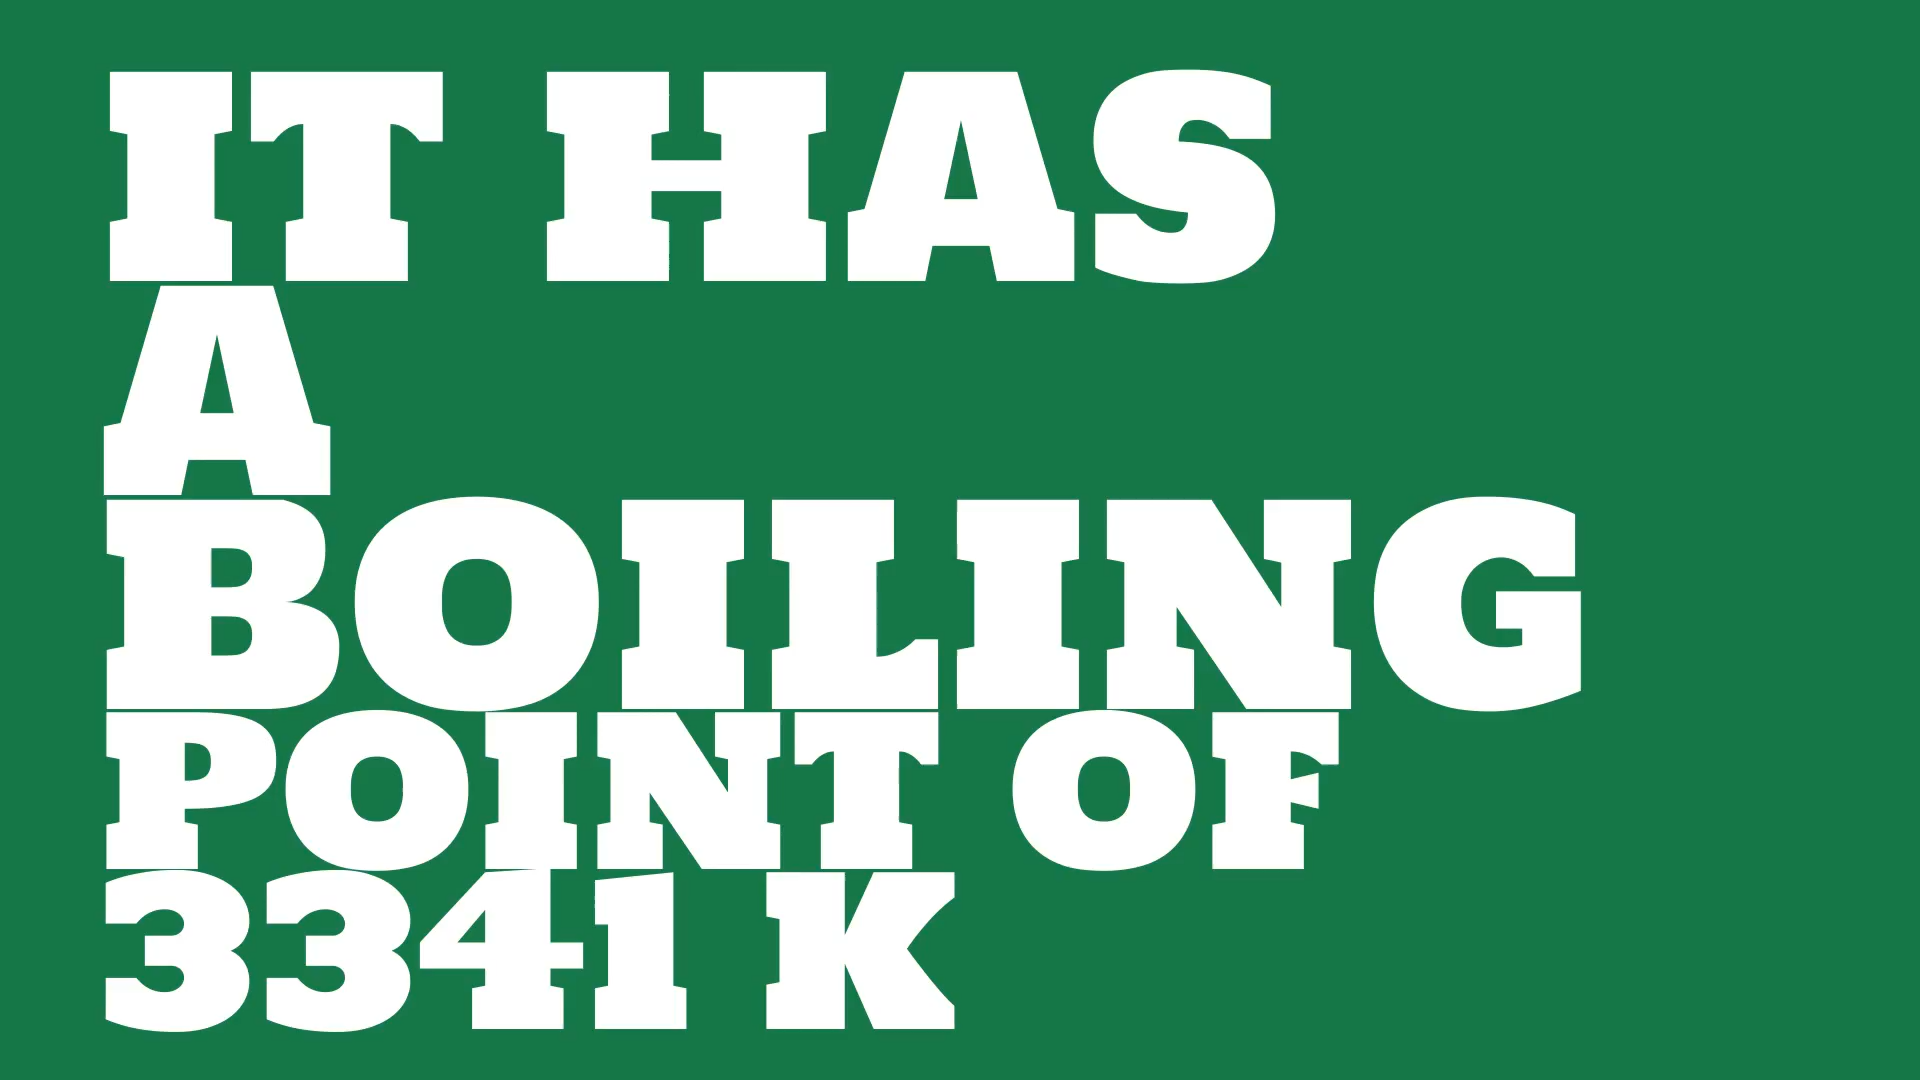 IT HAS
A
BOILING
POINT OF
3341 K